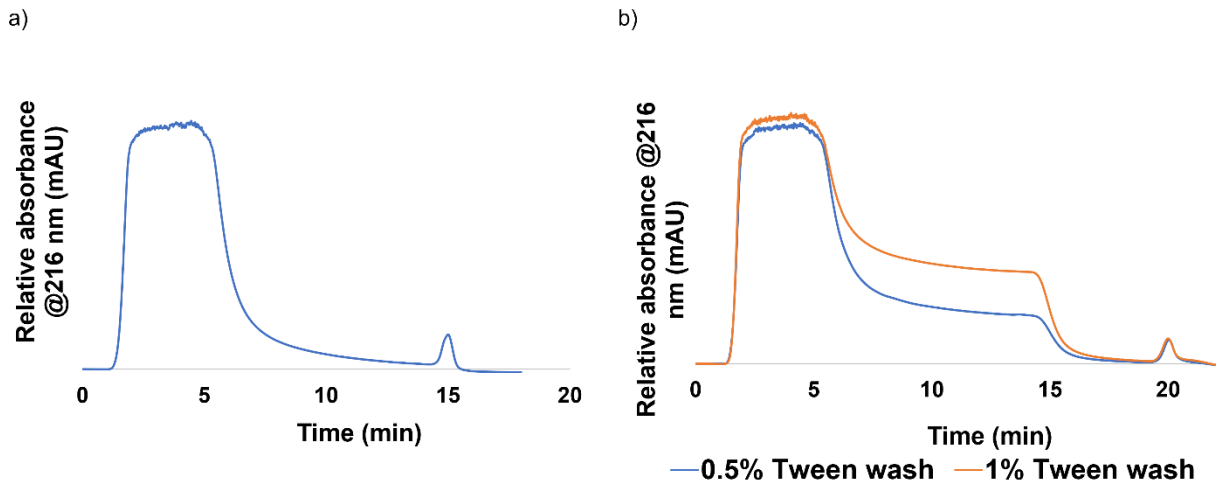 a)
Relative absorbance
@216 nm (mAU)
0 5 10 15 20
Time (min)
b)
Relative absorbance @216
nm (mAU)
0 5 10 15 20
Time (min)
0.5% Tween wash 1% Tween wash